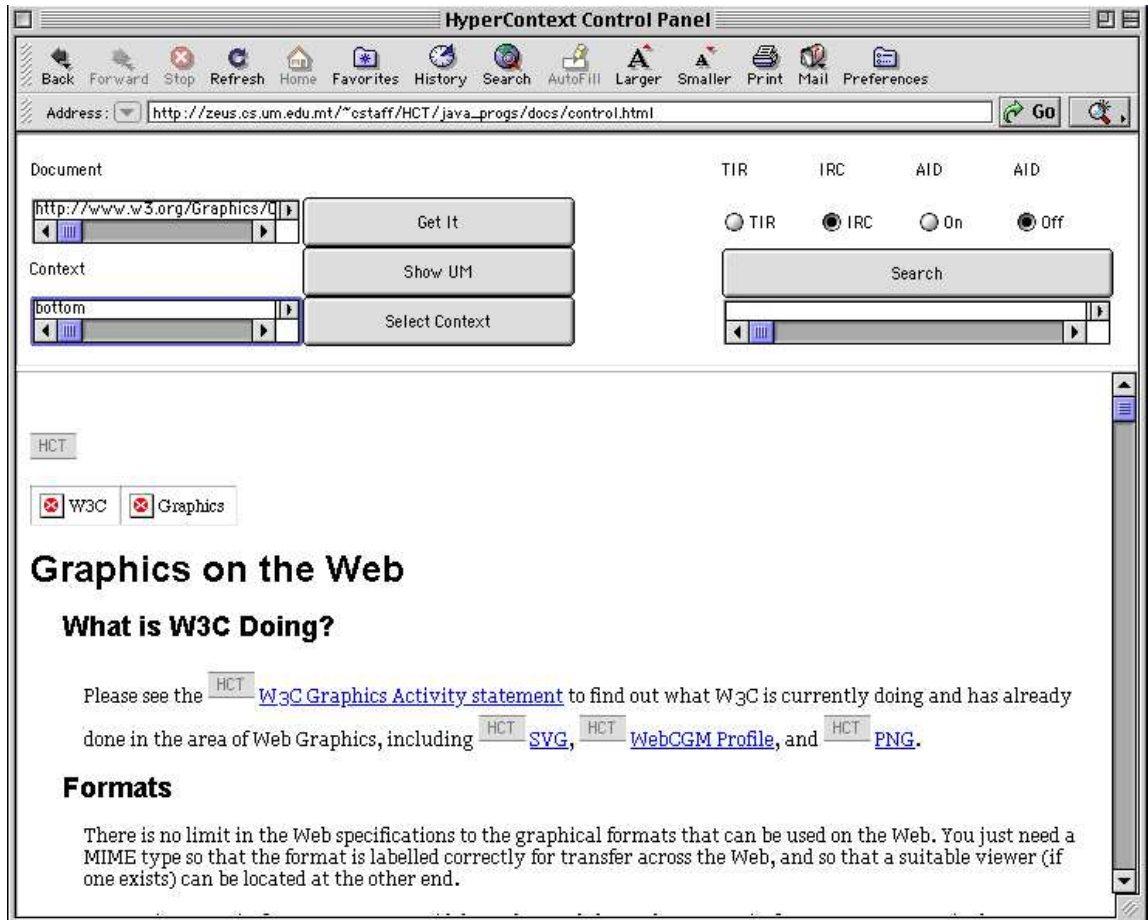 HyperContext Control Panel
Back Forward Stop Refresh Home Favorites History Search AutoFill Larger Smaller Print Mail Preferences
Address: http://zeus.cs.um.edu.mt/~cstaff/HCT/java_progs/docs/control.html Go
Document TIR IRC AID AID
http://www.w3.org/Graphics/ Get It TIR IRC On Off
Context Show UM Search
bottom Select Context
HCT
W3C Graphics
Graphics on the Web
What is W3C Doing?
Please see the HCT W3C Graphics Activity statement to find out what W3C is currently doing and has already
done in the area of Web Graphics, including HCT SVG, HCT WebCGM Profile, and HCT PNG.
Formats
There is no limit in the Web specifications to the graphical formats that can be used on the Web. You just need a
MIME type so that the format is labelled correctly for transfer across the Web, and so that a suitable viewer (if
one exists) can be located at the other end.